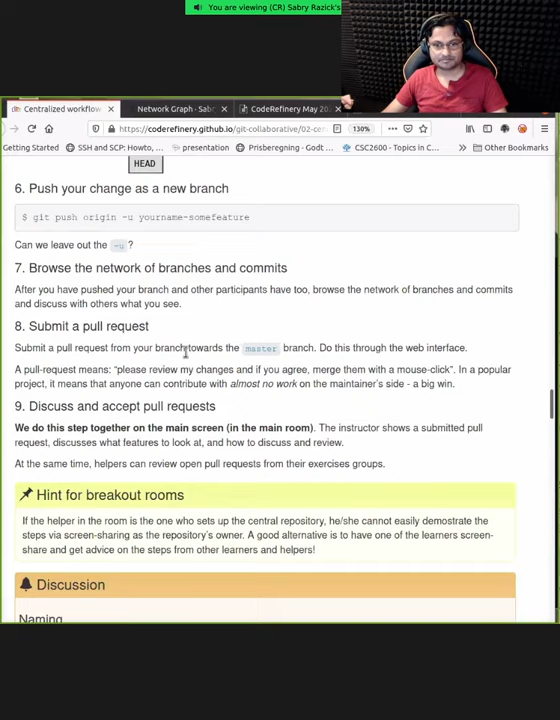 You are viewing (CR) Sabry Razick's
Centralized workflow
Network Graph · Sab
CodeRefinery May 20
https://coderefinery.github.io/git-collaborative/02-cen
130%
Getting Started
SSH and SCP: Howto,
presentation
Prisberegning - Godt ...
CSC2600 - Topics in C...
Other Bookmarks
HEAD
6. Push your change as a new branch
$ git push origin -u yourname-somefeature
Can we leave out the -u ?
7. Browse the network of branches and commits
After you have pushed your branch and other participants have too, browse the network of branches and commits
and discuss with others what you see.
8. Submit a pull request
Submit a pull request from your branch towards the master branch. Do this through the web interface.
A pull-request means: “please review my changes and if you agree, merge them with a mouse-click”. In a popular
project, it means that anyone can contribute with almost no work on the maintainer's side - a big win.
9. Discuss and accept pull requests
We do this step together on the main screen (in the main room). The instructor shows a submitted pull
request, discusses what features to look at, and how to discuss and review.
At the same time, helpers can review open pull requests from their exercises groups.
Hint for breakout rooms
If the helper in the room is the one who sets up the central repository, he/she cannot easily demostrate the
steps via screen-sharing as the repository's owner. A good alternative is to have one of the learners screen-
share and get advice on the steps from other learners and helpers!
Discussion
Naming